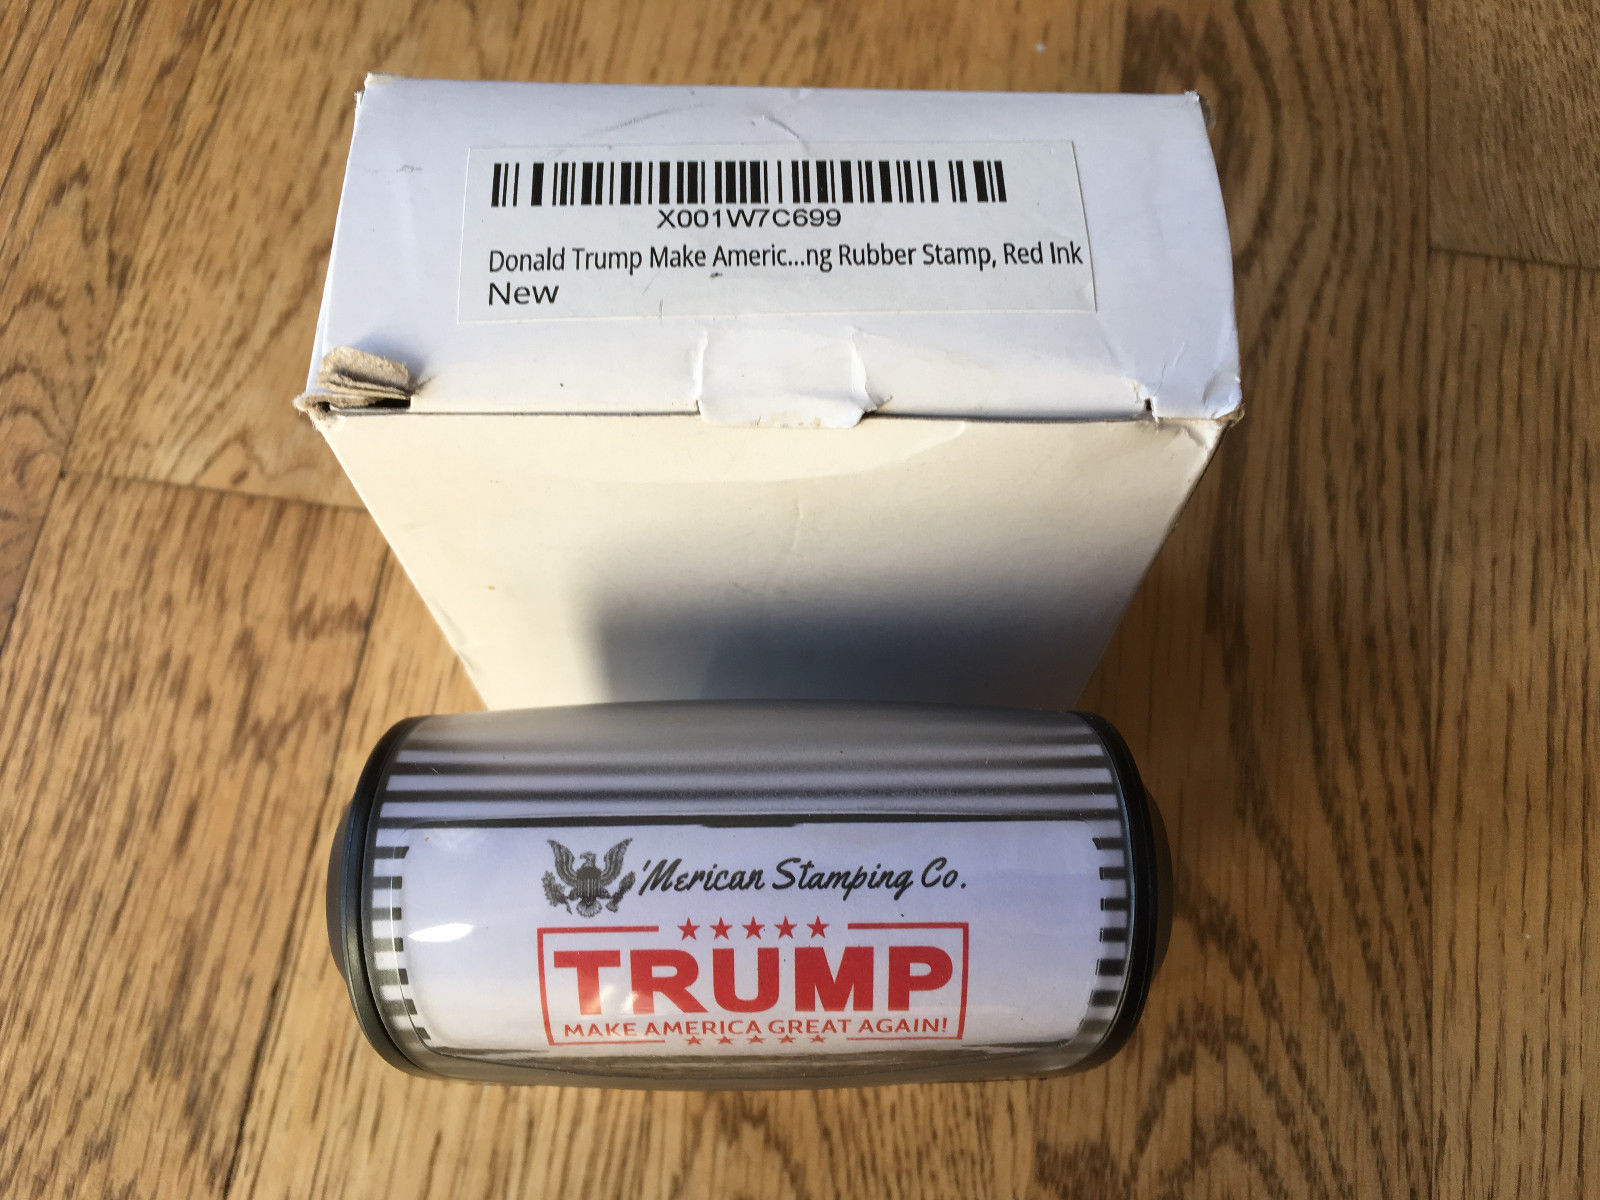 X001W7C699
Donald Trump Make Americ...ng Rubber Stamp, Red Ink
New
'Merican Stamping Co.
TRUMP
MAKE AMERICA GREAT AGAIN!